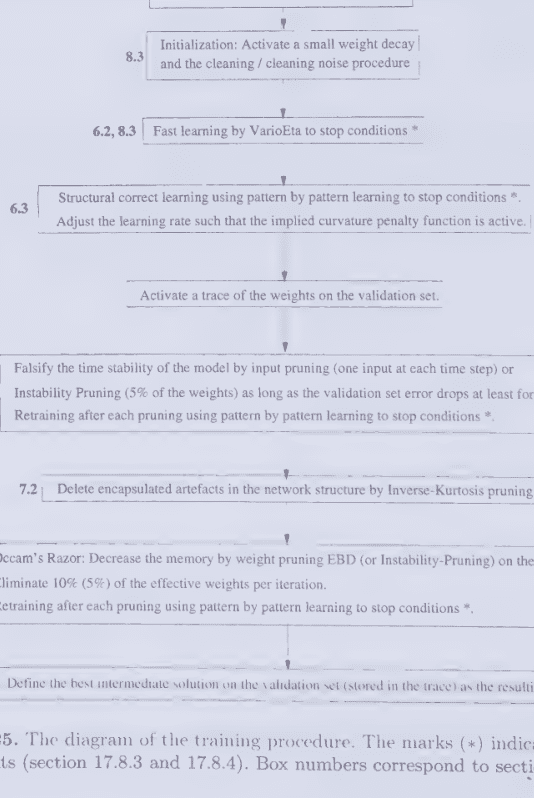 Initialization: Activate a small weight decay
8.3
and the cleaning / cleaning noise procedure
6.2, 8.3 Fast learning by VarioEta to stop conditions *
Structural correct learning using pattern by pattern learning to stop conditions *.
6.3
Adjust the learning rate such that the implied curvature penalty function is active.
Activate a trace of the weights on the validation set.
Falsify the time stability of the model by input pruning (one input at each time step) or
Instability Pruning (5% of the weights) as long as the validation set error drops at least for
Retraining after each pruning using pattern by pattern learning to stop conditions *.
7.2 Delete encapsulated artefacts in the network structure by Inverse-Kurtosis pruning
Occam's Razor: Decrease the memory by weight pruning EBD (or Instability-Pruning) on the
liminate 10% (5%) of the effective weights per iteration.
etraining after each pruning using pattern by pattern learning to stop conditions *.
Define the best intermediate solution on the validation set (stored in the trace) as the resulti
5. The diagram of the training procedure. The marks (*) indica
ts (section 17.8.3 and 17.8.4). Box numbers correspond to secti